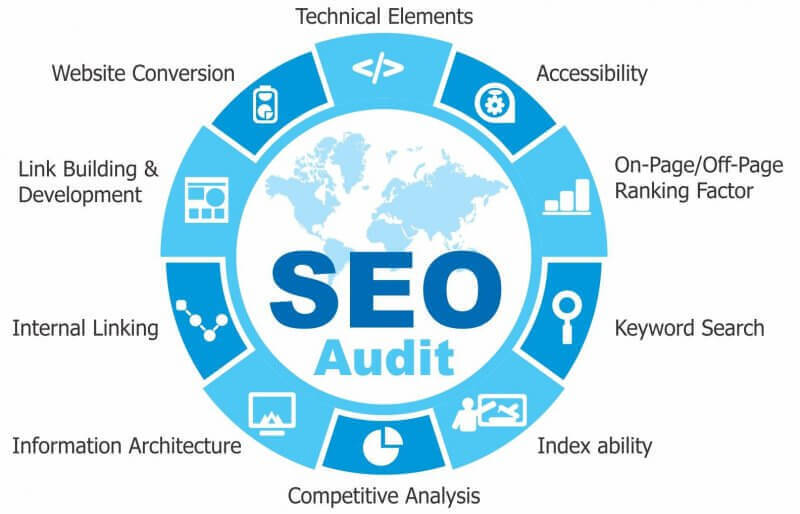 Technical Elements
Website Conversion
Accessibility
Link Building &
Development
On-Page/Off-Page
Ranking Factor
SEO
Audit
Internal Linking
Keyword Search
Information Architecture
Index ability
Competitive Analysis